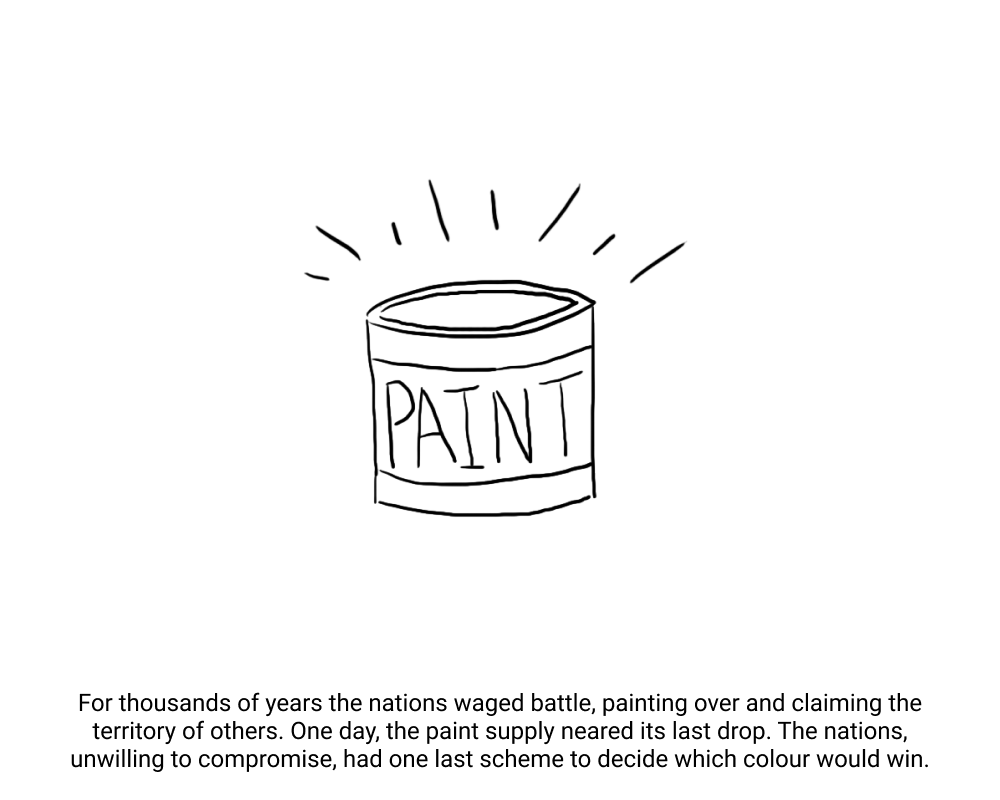 PAINT
For thousands of years the nations waged battle, painting over and claiming the
territory of others. One day, the paint supply neared its last drop. The nations,
unwilling to compromise, had one last scheme to decide which colour would win.